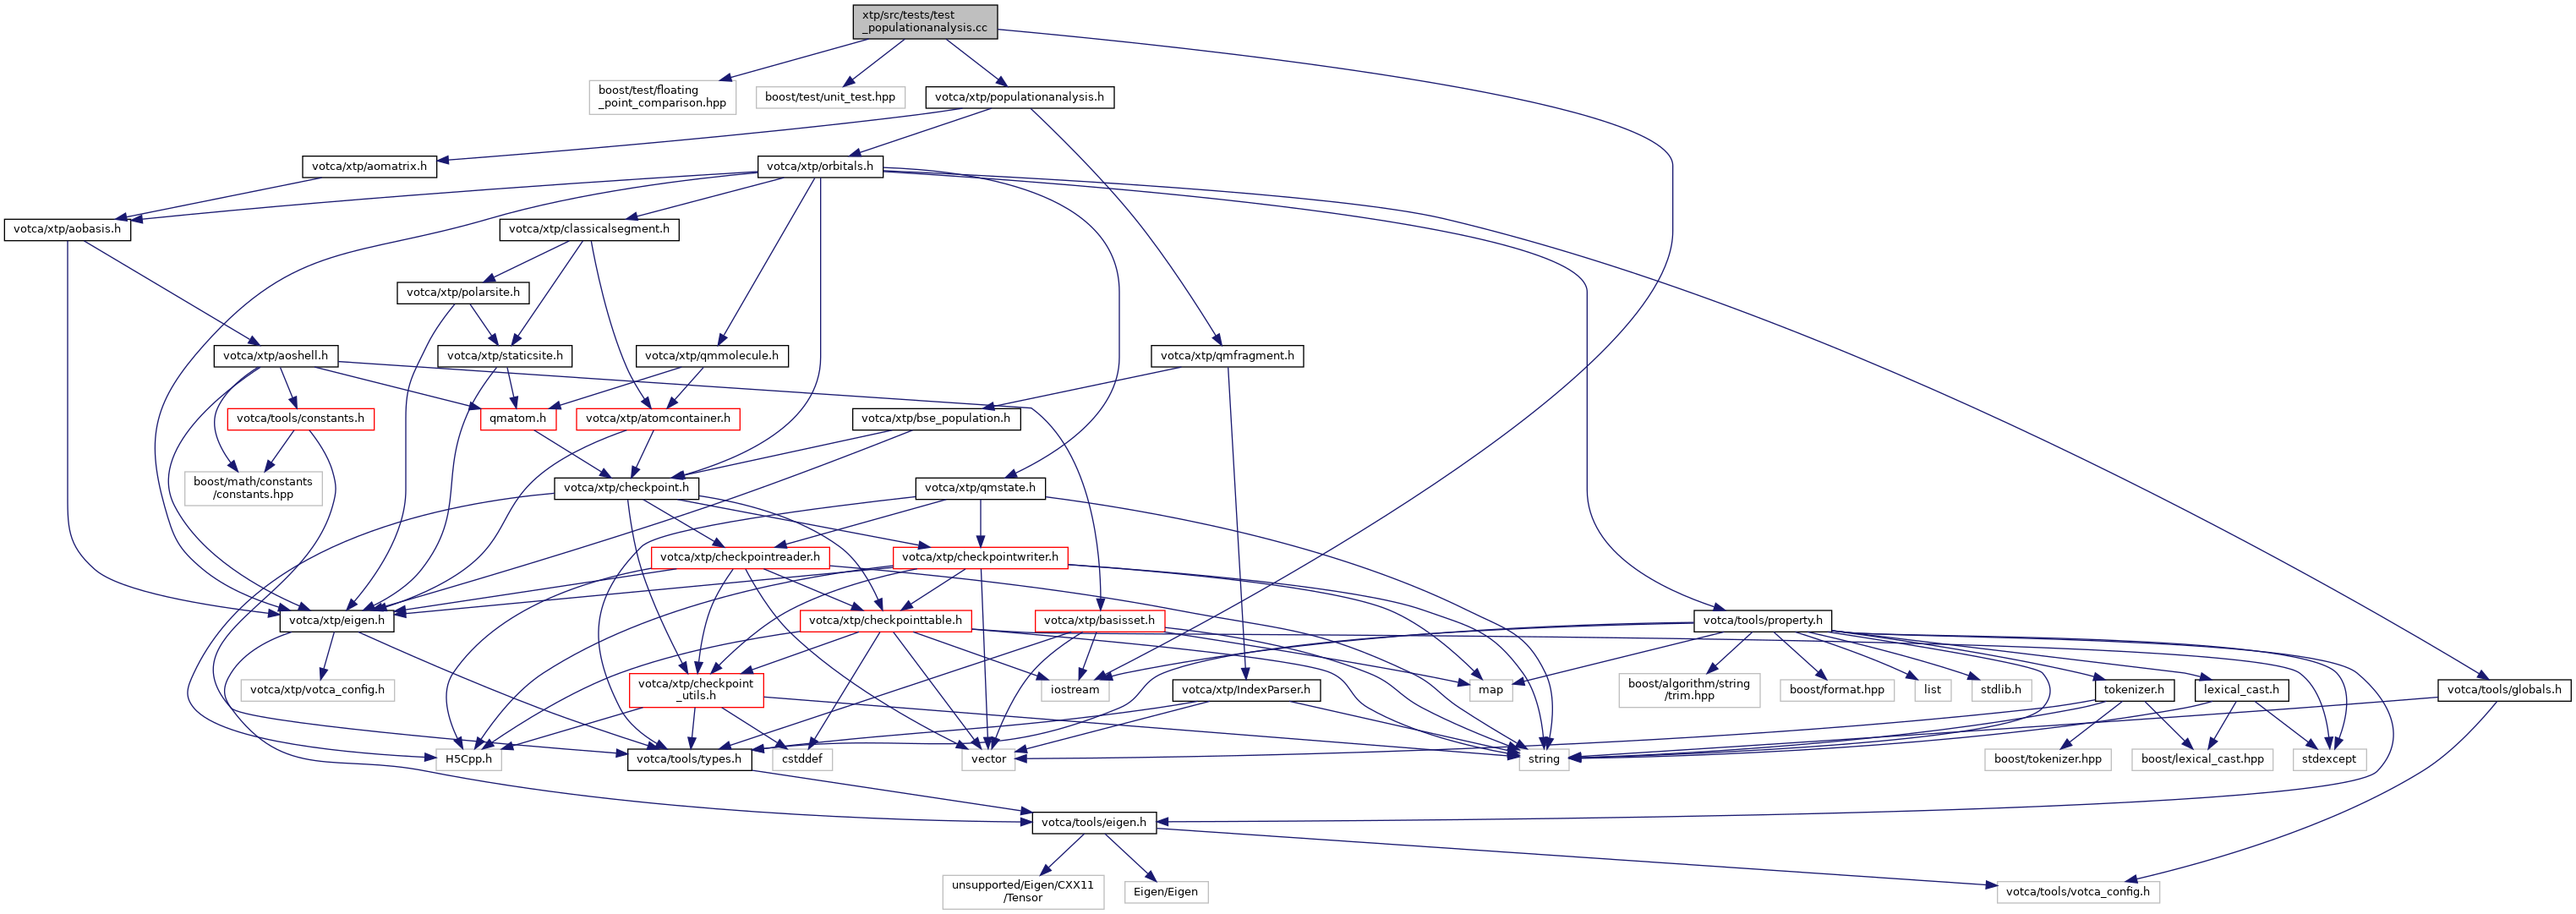 xtp/src/tests/test
_populationanalysis.cc
boost/test/floating
_point_comparison.hpp
boost/test/unit_test.hpp
votca/xtp/populationanalysis.h
votca/xtp/aomatrix.h
votca/xtp/orbitals.h
votca/xtp/aobasis.h
votca/xtp/classicalsegment.h
votca/xtp/polarsite.h
votca/xtp/aoshell.h
votca/xtp/staticsite.h
votca/xtp/qmmolecule.h
votca/xtp/qmfragment.h
votca/tools/constants.h
qmatom.h
votca/xtp/atomcontainer.h
votca/xtp/bse_population.h
boost/math/constants
/constants.hpp
votca/xtp/checkpoint.h
votca/xtp/qmstate.h
votca/xtp/checkpointreader.h
votca/xtp/checkpointwriter.h
votca/xtp/eigen.h
votca/xtp/checkpointtable.h
votca/xtp/basisset.h
votca/tools/property.h
votca/xtp/votca_config.h
votca/xtp/checkpoint
_utils.h
iostream
votca/xtp/IndexParser.h
map
boost/algorithm/string
/trim.hpp
boost/format.hpp
list
stdlib.h
tokenizer.h
lexical_cast.h
votca/tools/globals.h
H5Cpp.h
votca/tools/types.h
cstddef
vector
string
boost/tokenizer.hpp
boost/lexical_cast.hpp
stdexcept
votca/tools/eigen.h
unsupported/Eigen/CXX11
/Tensor
Eigen/Eigen
votca/tools/votca_config.h